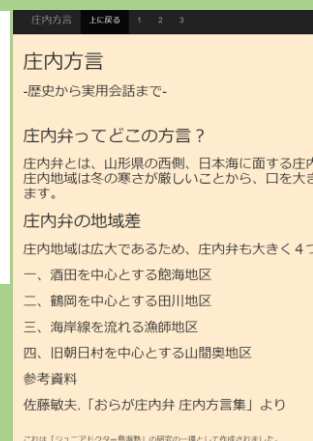 庄内方言 上に戻る 1 2 3
庄内方言
-歴史から実用会話まで-
庄内弁ってどこの方言？
庄内弁とは、山形県の西側、日本海に面する庄内
庄内地域は冬の寒さが厳しいことから、口を大き
ます。
庄内弁の地域差
庄内地域は広大であるため、庄内弁も大きく４つ
一、酒田を中心とする飽海地区
二、鶴岡を中心とする田川地区
三、海岸線を流れる漁師地区
四、旧朝日村を中心とする山間奥地区
参考資料
佐藤敏夫.「おらが庄内弁 庄内方言集」より
これは「ジュニアドクター鳥海塾」の研究の一環として作成されました。